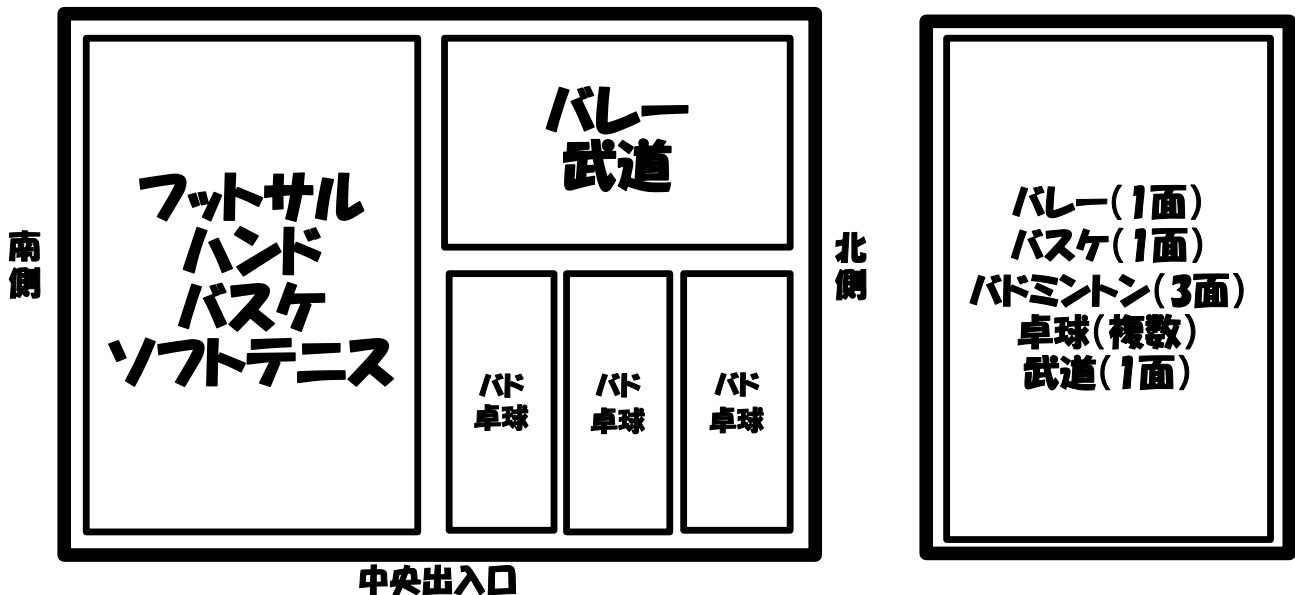 南側
フットサル
ハンド
バスケ
ソフトテニス
バレー
武道
バド
卓球
バド
卓球
バド
卓球
北側
中央出入口
バレー(1面)
バスケ(1面)
バドミントン(3面)
卓球(複数)
武道(1面)